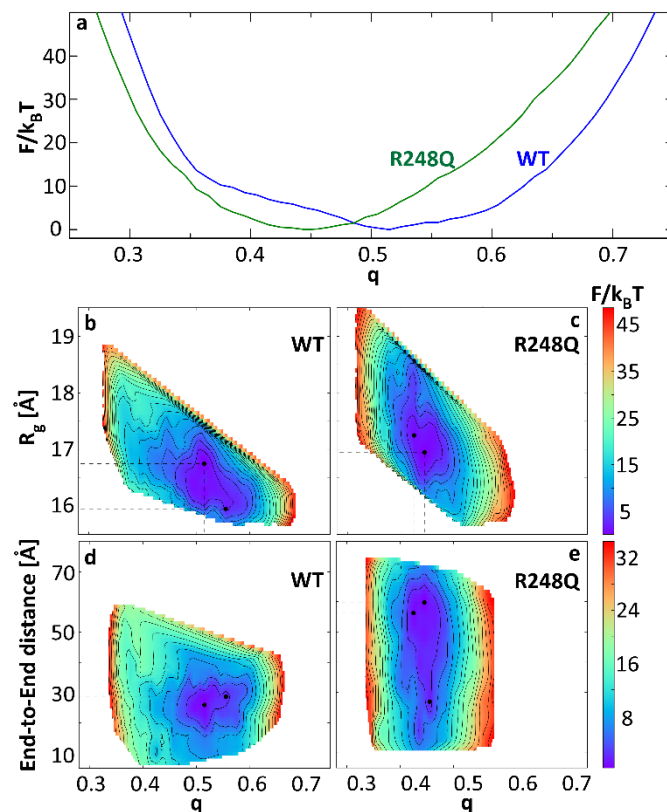 a
F/kBT
50
40
30
20
10
0
R248Q
WT
0.3 0.4 0.5 0.6 0.7
q
F/kBT
b WT
c R248Q
Rg [Å]
19
18
17
16
45
35
25
15
5
d WT
e R248Q
End-to-End distance [Å]
70
50
30
10
32
24
16
8
0.3 0.4 0.5 0.6 0.7
0.3 0.4 0.5 0.6 0.7
q
q